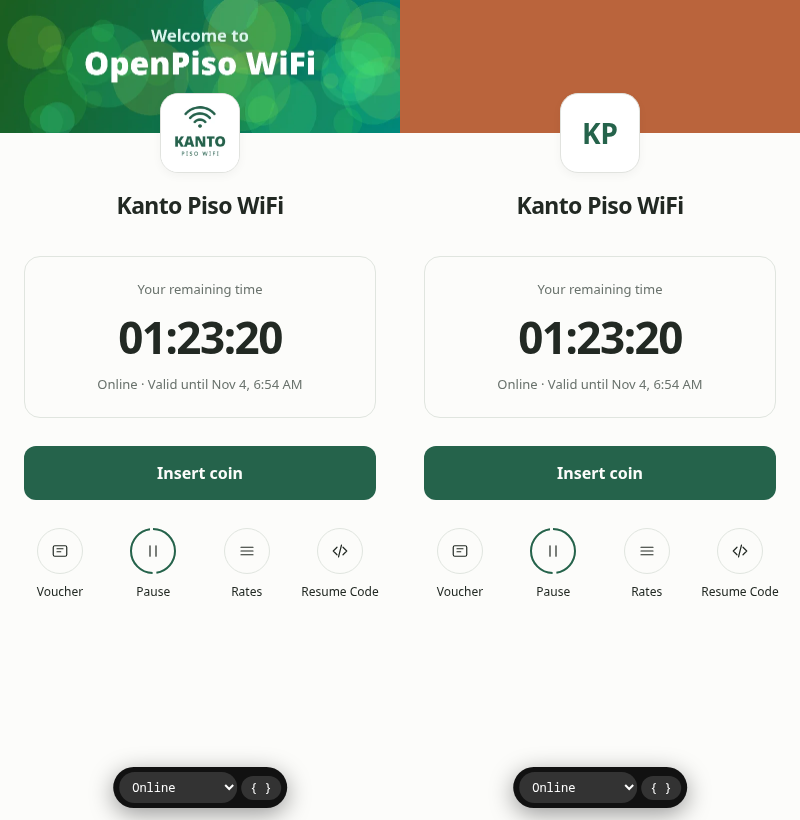 Welcome to
OpenPiso WiFi
KANTO
PISO WIFI
Kanto Piso WiFi
Your remaining time
01:23:20
Online · Valid until Nov 4, 6:54 AM
Insert coin
Voucher
Pause
Rates
Resume Code
Online
{ }
KP
Kanto Piso WiFi
Your remaining time
01:23:20
Online · Valid until Nov 4, 6:54 AM
Insert coin
Voucher
Pause
Rates
Resume Code
Online
{ }